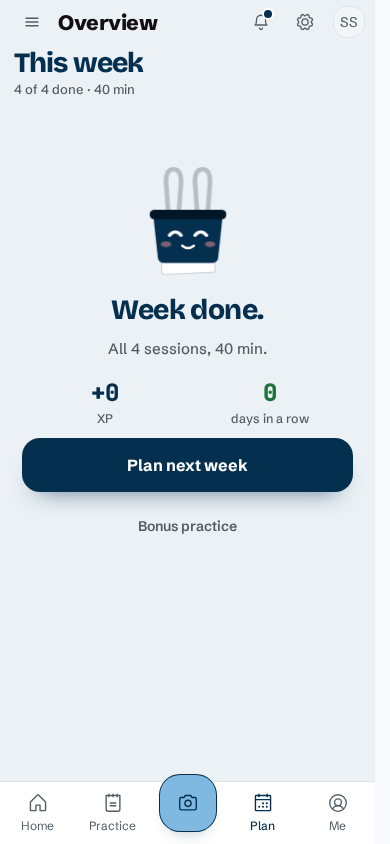 Overview
SS
This week
4 of 4 done · 40 min
Week done.
All 4 sessions, 40 min.
+0
XP
0
days in a row
Plan next week
Bonus practice
Home
Practice
Plan
Me